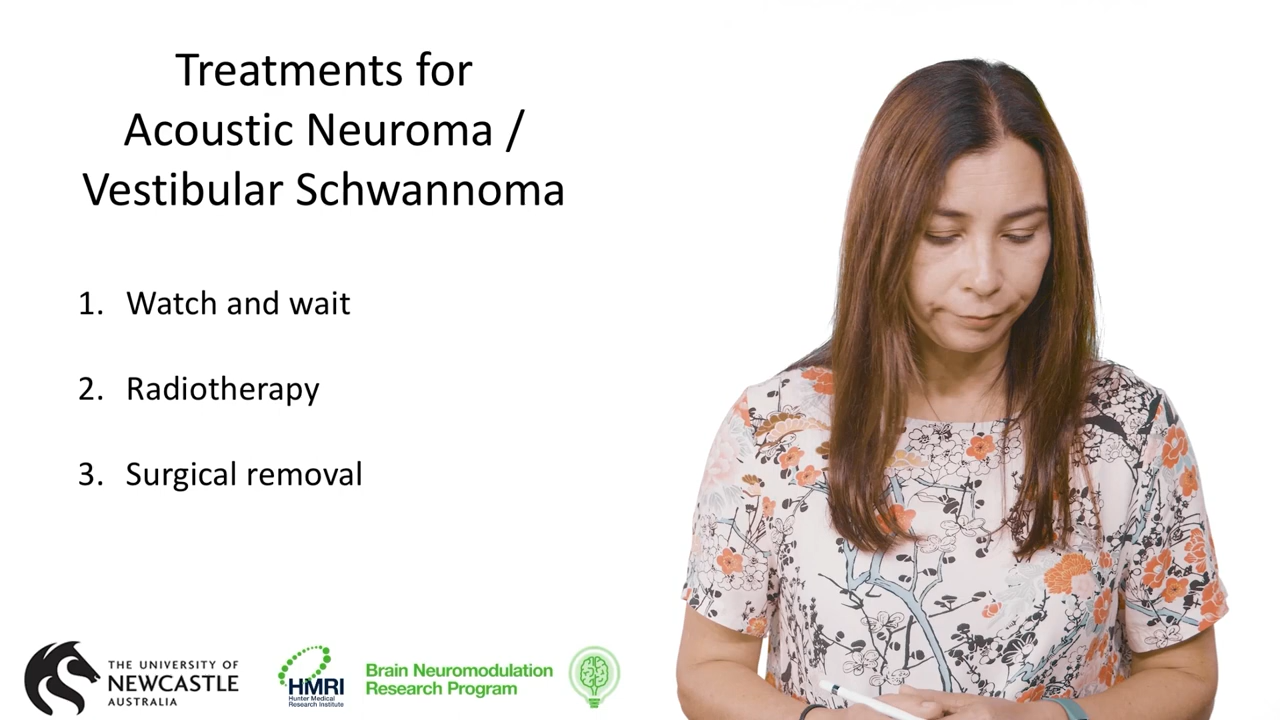 Treatments for
Acoustic Neuroma /
Vestibular Schwannoma
1. Watch and wait
2. Radiotherapy
3. Surgical removal
THE UNIVERSITY OF
NEWCASTLE
AUSTRALIA
HMRI
Hunter Medical
Research Institute
Brain Neuromodulation
Research Program